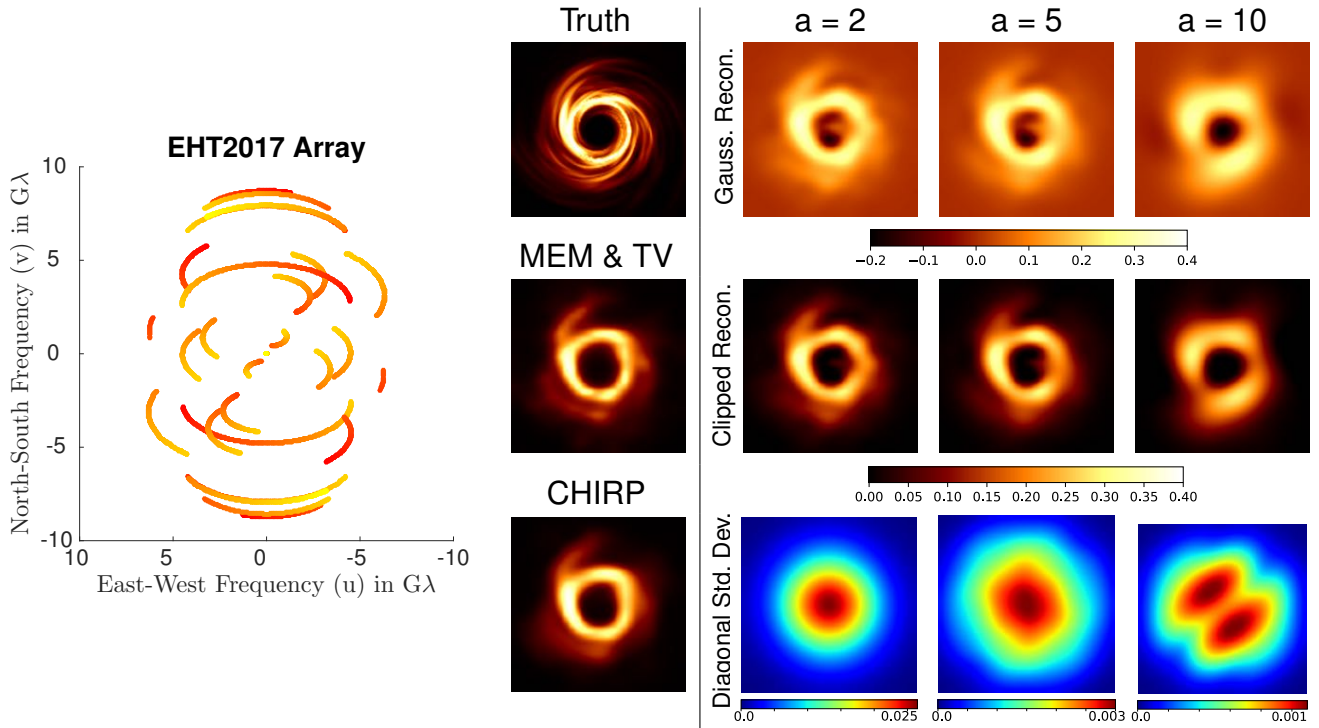 EHT2017 Array
North-South Frequency (v) in Gλ
10
5
0
-5
-10
10
5
0
-5
-10
East-West Frequency (u) in Gλ
Truth
MEM & TV
CHIRP
a = 2
a = 5
a = 10
Gauss. Recon.
−0.2 −0.1 0.0 0.1 0.2 0.3 0.4
Clipped Recon.
0.00 0.05 0.10 0.15 0.20 0.25 0.30 0.35 0.40
Diagonal Std. Dev.
0.0 0.025
0.0 0.003
0.0 0.001